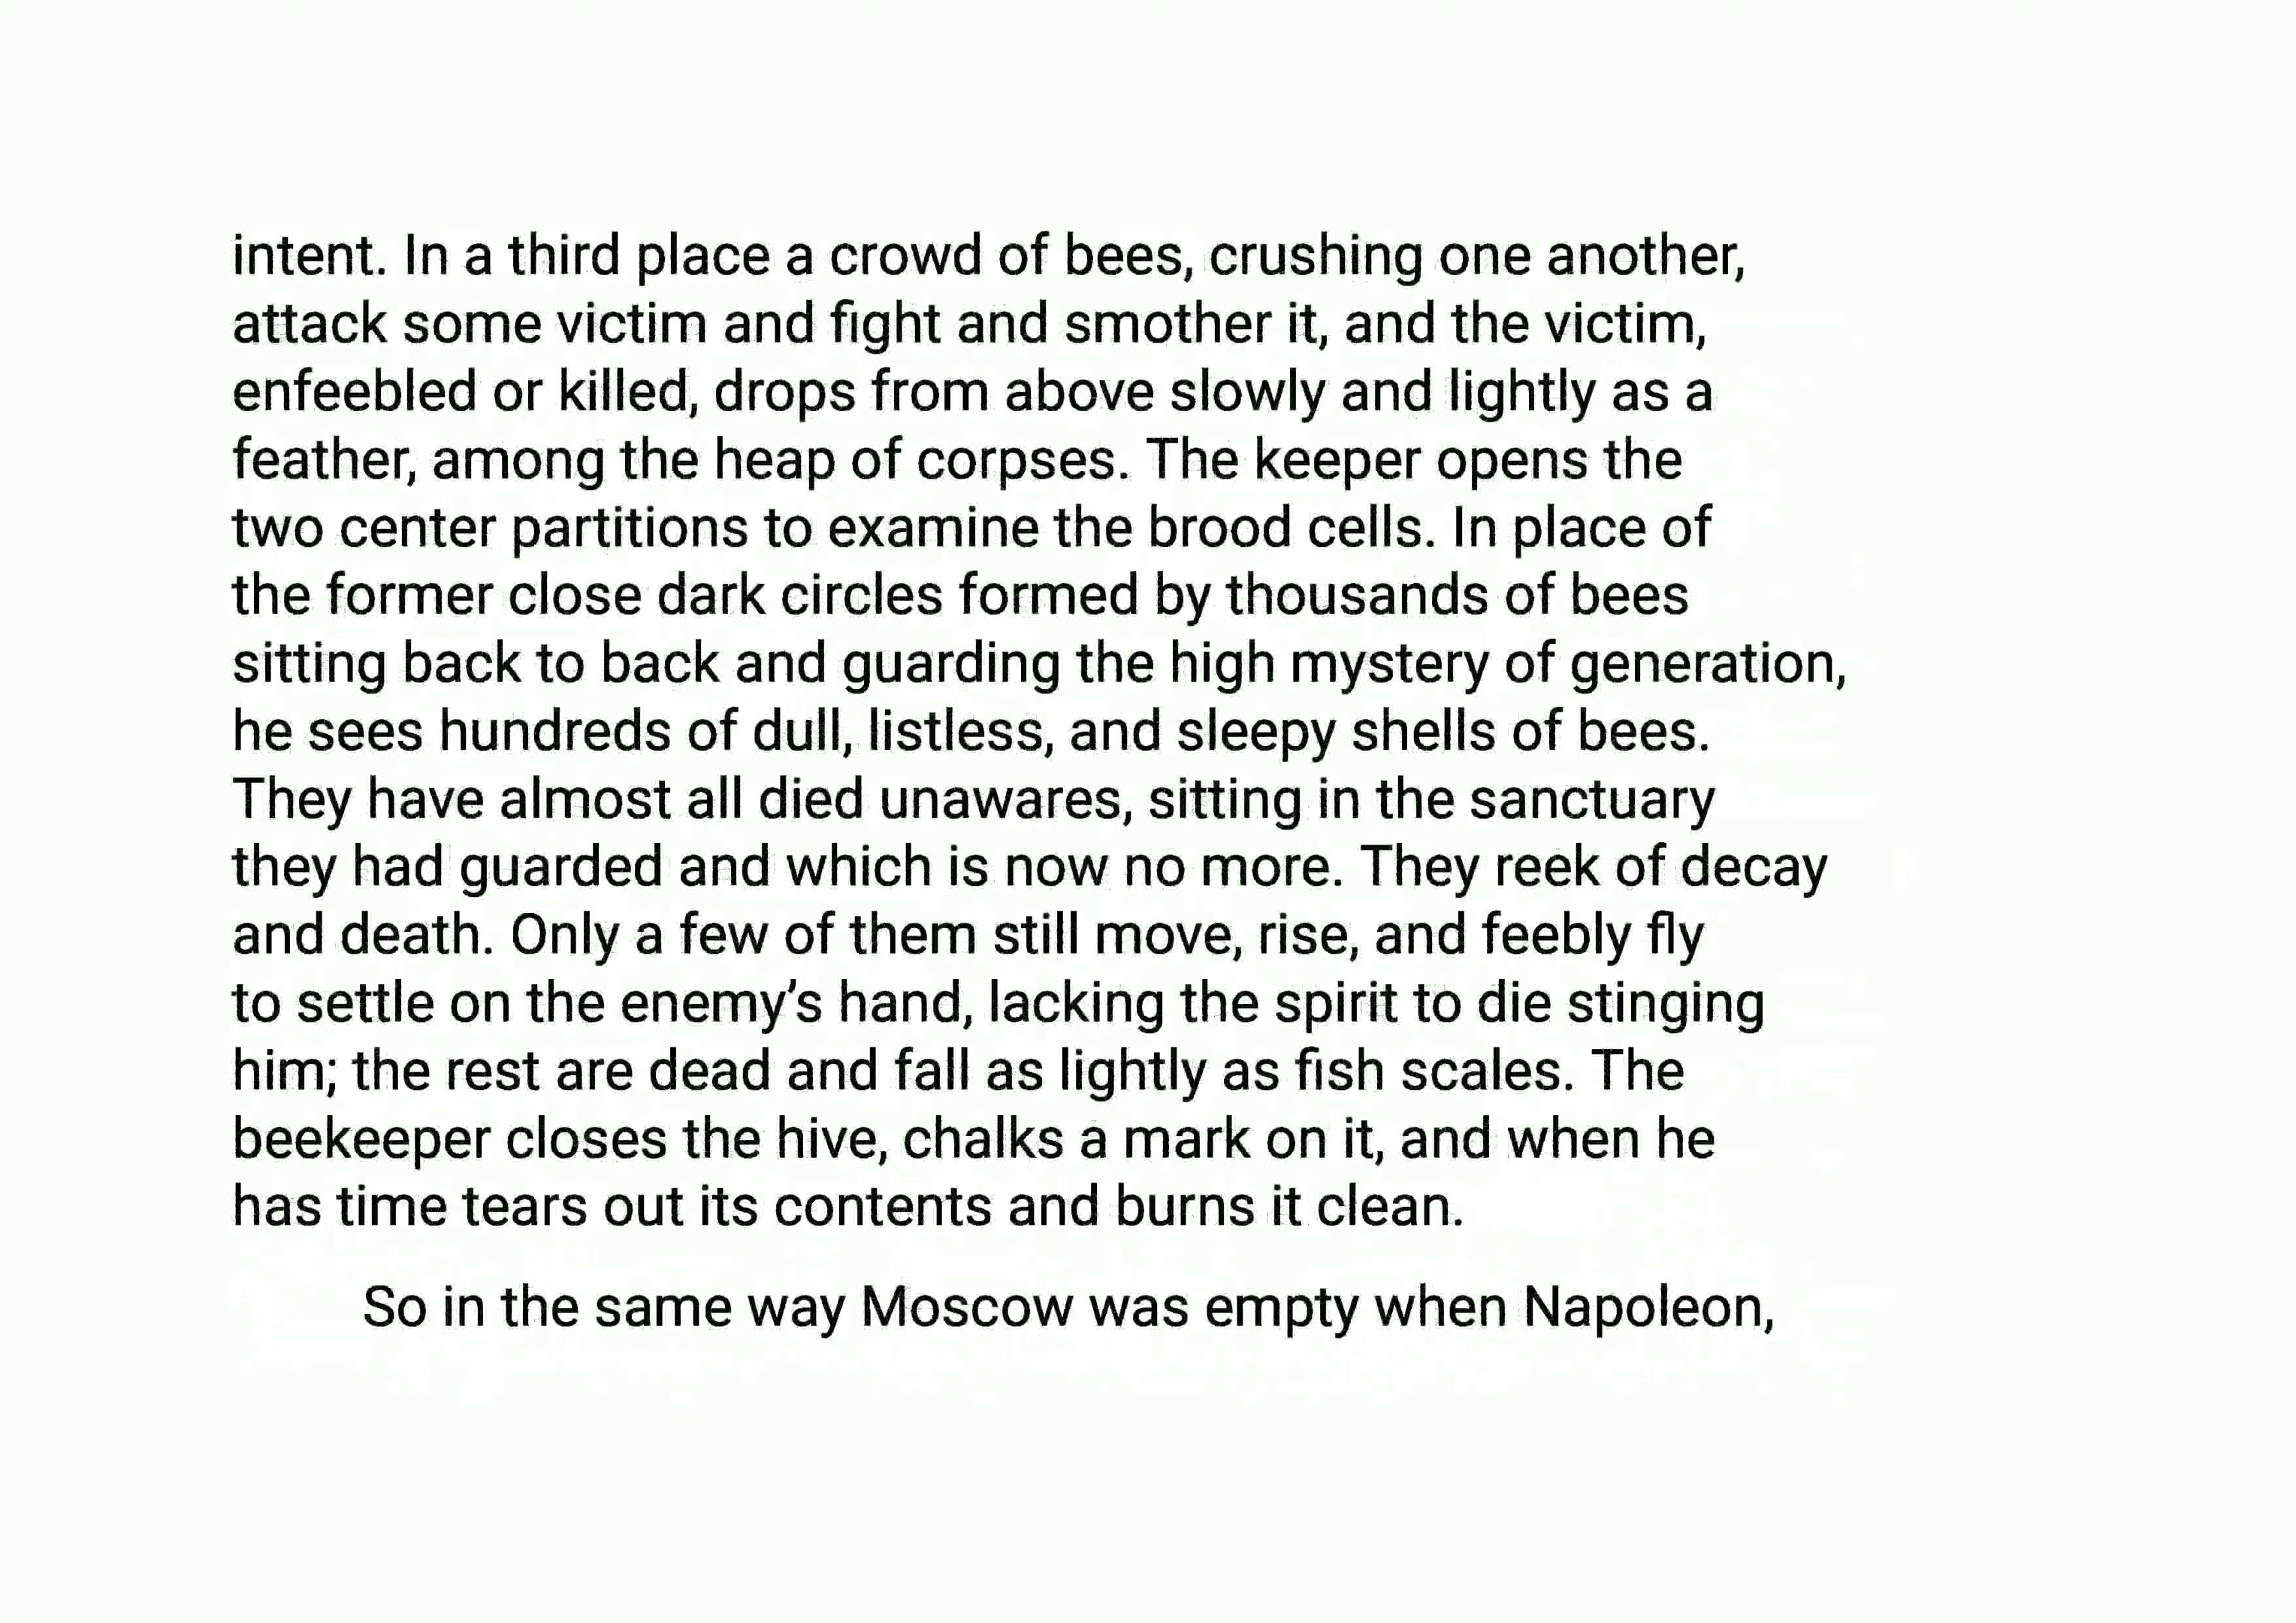 intent. In a third place a crowd of bees, crushing one another,
attack some victim and fight and smother it, and the victim,
enfeebled or killed, drops from above slowly and lightly as a
feather, among the heap of corpses. The keeper opens the
two center partitions to examine the brood cells. In place of
the former close dark circles formed by thousands of bees
sitting back to back and guarding the high mystery of generation,
he sees hundreds of dull, listless, and sleepy shells of bees.
They have almost all died unawares, sitting in the sanctuary
they had guarded and which is now no more. They reek of decay
and death. Only a few of them still move, rise, and feebly fly
to settle on the enemy’s hand, lacking the spirit to die stinging
him; the rest are dead and fall as lightly as fish scales. The
beekeeper closes the hive, chalks a mark on it, and when he
has time tears out its contents and burns it clean.
So in the same way Moscow was empty when Napoleon,